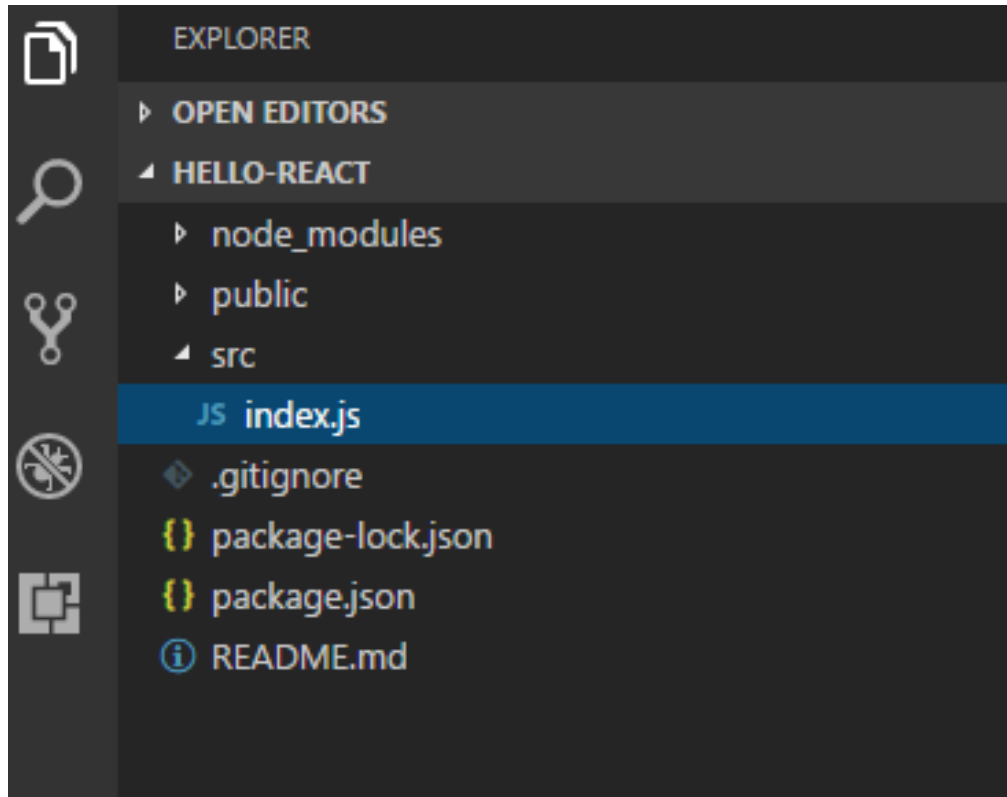 EXPLORER
OPEN EDITORS
HELLO-REACT
node_modules
public
src
JS index.js
.gitignore
{} package-lock.json
{} package.json
README.md